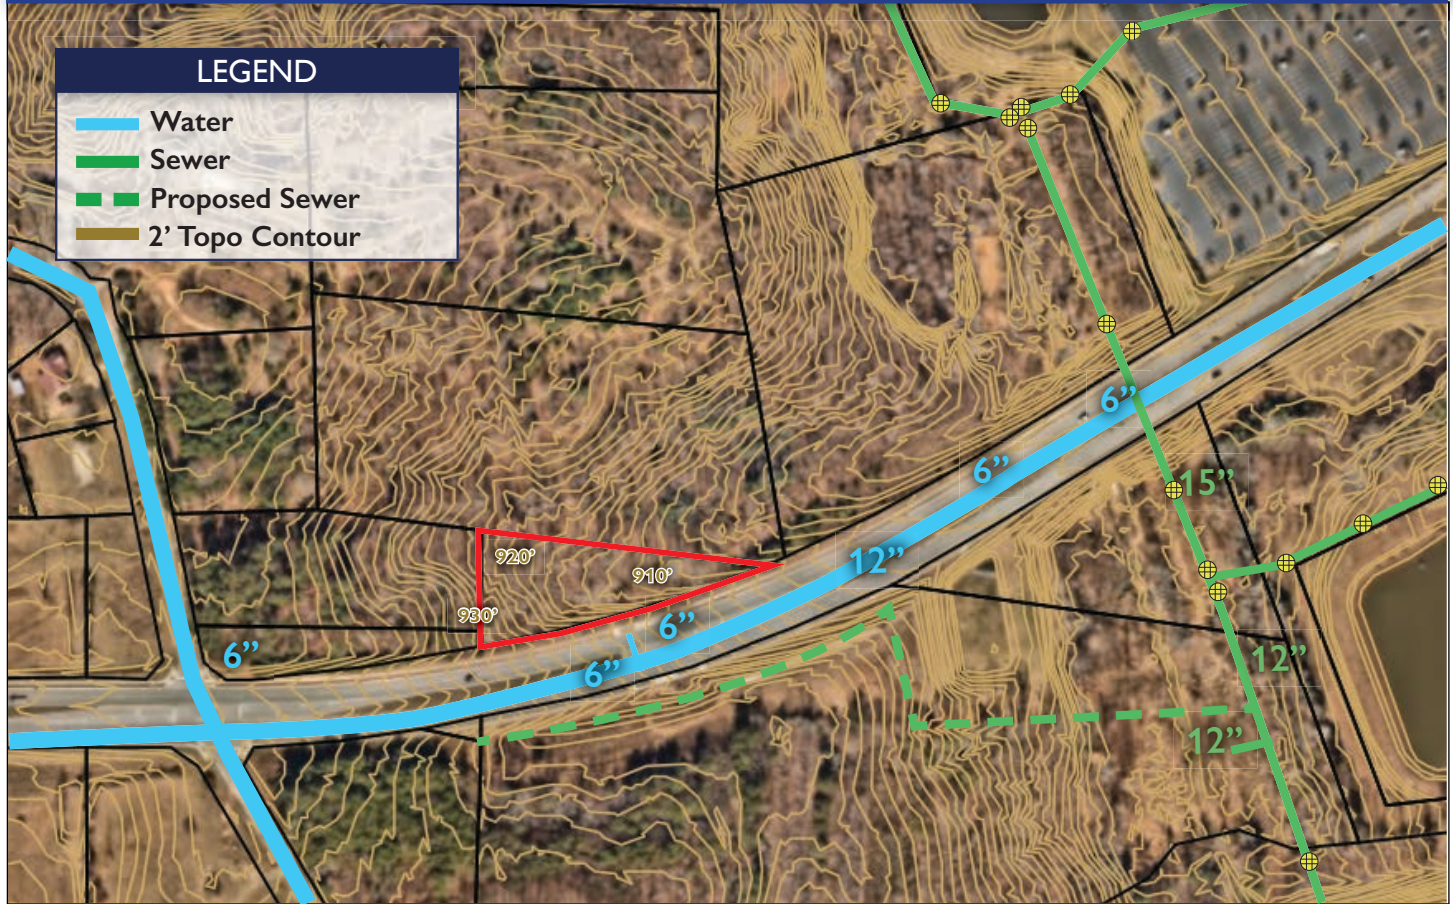 LEGEND
Water
Sewer
Proposed Sewer
2’ Topo Contour
6”
6”
15”
12”
920’
910’
930’
6”
6”
6”
12”
12”